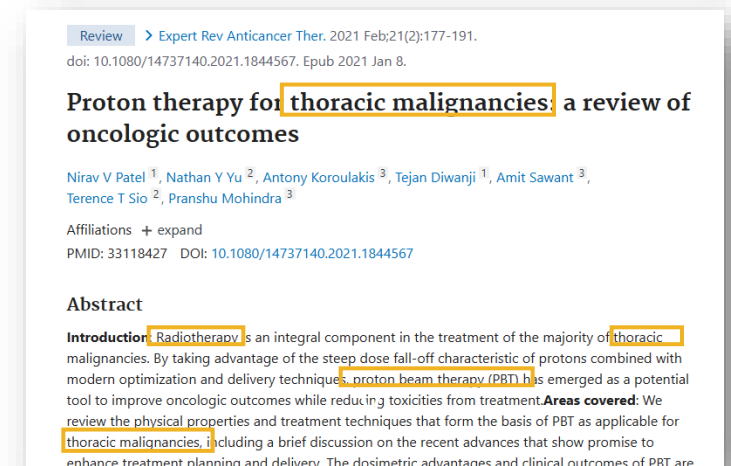 Review > Expert Rev Anticancer Ther. 2021 Feb;21(2):177-191.
doi: 10.1080/14737140.2021.1844567. Epub 2021 Jan 8.
Proton therapy for thoracic malignancies: a review of
oncologic outcomes
Nirav V Patel 1, Nathan Y Yu 2, Antony Koroulakis 3, Tejan Diwanji 1, Amit Sawant 3,
Terence T Sio 2, Pranshu Mohindra 3
Affiliations + expand
PMID: 33118427 DOI: 10.1080/14737140.2021.1844567
Abstract
Introduction: Radiotherapy is an integral component in the treatment of the majority of thoracic
malignancies. By taking advantage of the steep dose fall-off characteristic of protons combined with
modern optimization and delivery techniques, proton beam therapy (PBT) has emerged as a potential
tool to improve oncologic outcomes while reducing toxicities from treatment.Areas covered: We
review the physical properties and treatment techniques that form the basis of PBT as applicable for
thoracic malignancies, including a brief discussion on the recent advances that show promise to
enhance treatment planning and delivery. The dosimetric advantages and clinical outcomes of PBT are